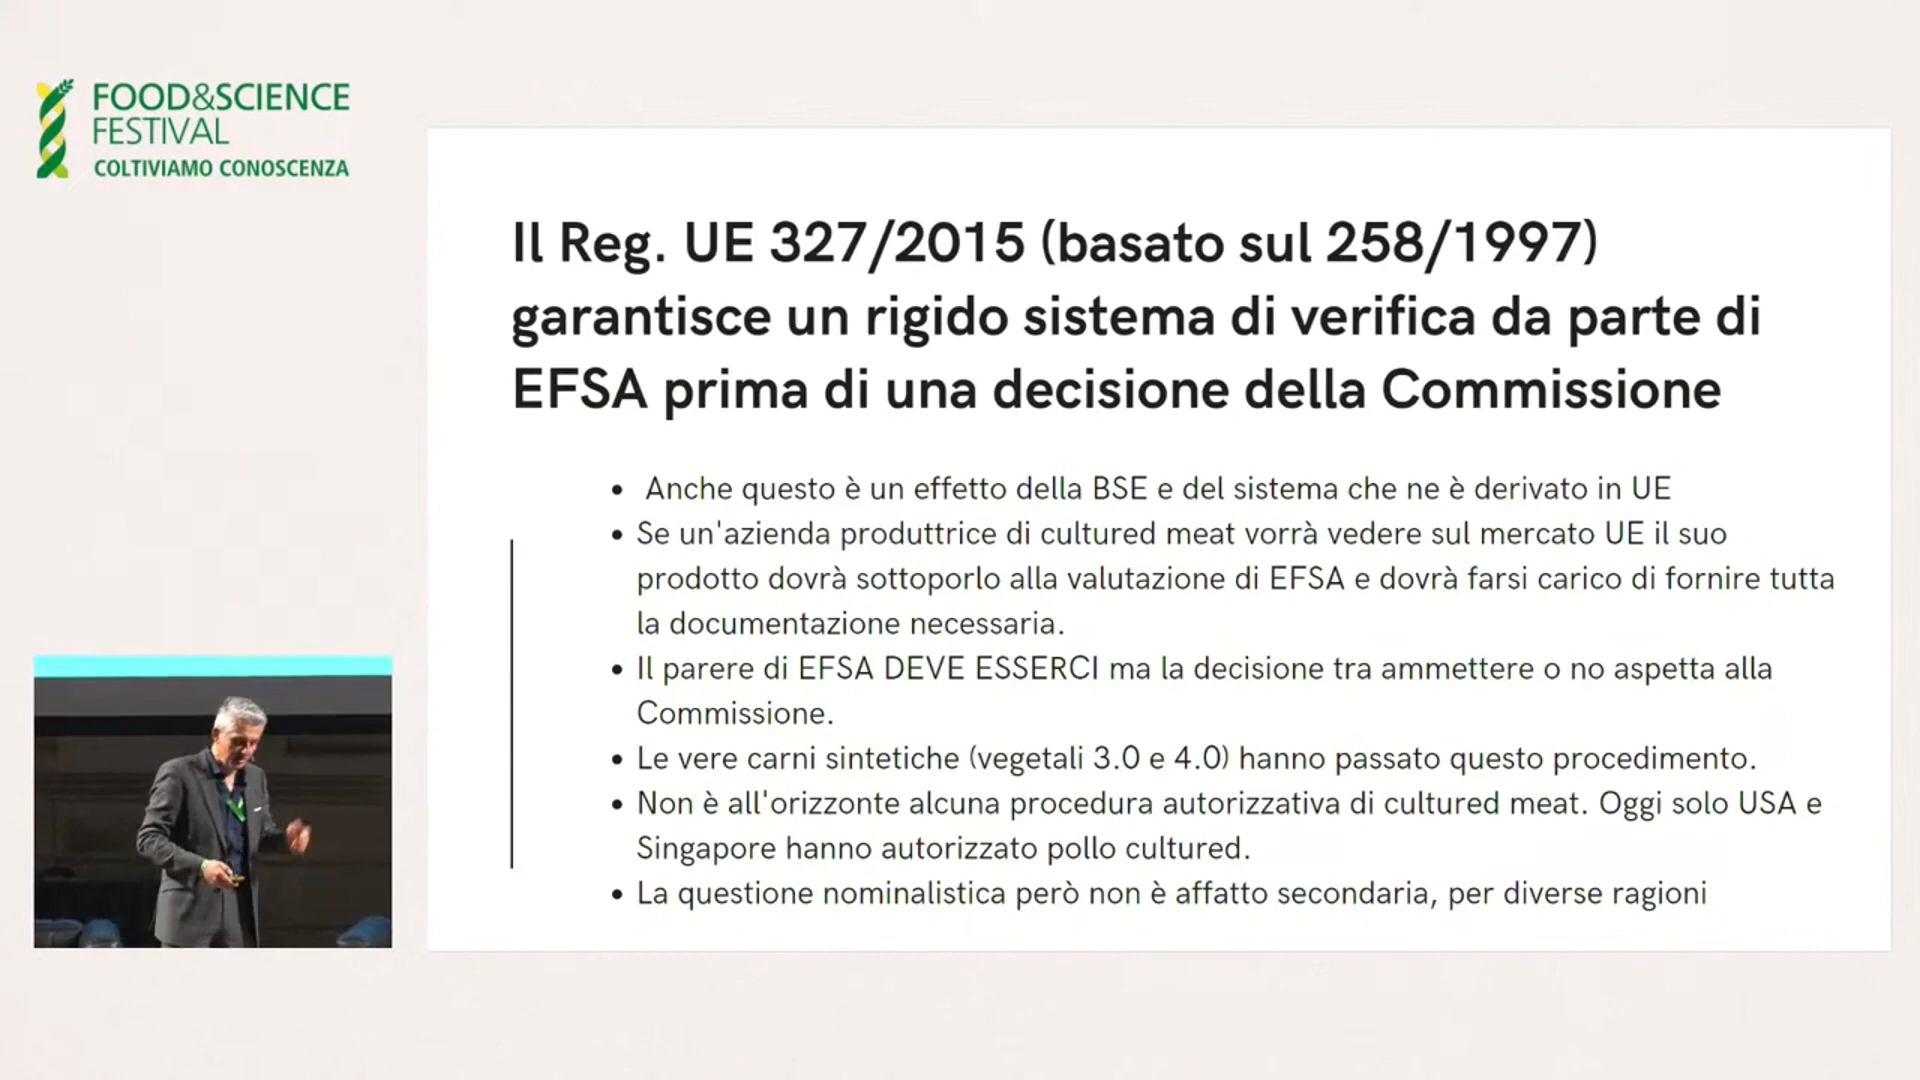 FOOD&SCIENCE
FESTIVAL
COLTIVIAMO CONOSCENZA
Il Reg. UE 327/2015 (basato sul 258/1997)
garantisce un rigido sistema di verifica da parte di
EFSA prima di una decisione della Commissione
• Anche questo è un effetto della BSE e del sistema che ne è derivato in UE
• Se un'azienda produttrice di cultured meat vorrà vedere sul mercato UE il suo
prodotto dovrà sottoporlo alla valutazione di EFSA e dovrà farsi carico di fornire tutta
la documentazione necessaria.
• Il parere di EFSA DEVE ESSERCI ma la decisione tra ammettere o no aspetta alla
Commissione.
• Le vere carni sintetiche (vegetali 3.0 e 4.0) hanno passato questo procedimento.
• Non è all'orizzonte alcuna procedura autorizzativa di cultured meat. Oggi solo USA e
Singapore hanno autorizzato pollo cultured.
• La questione nominalistica però non è affatto secondaria, per diverse ragioni